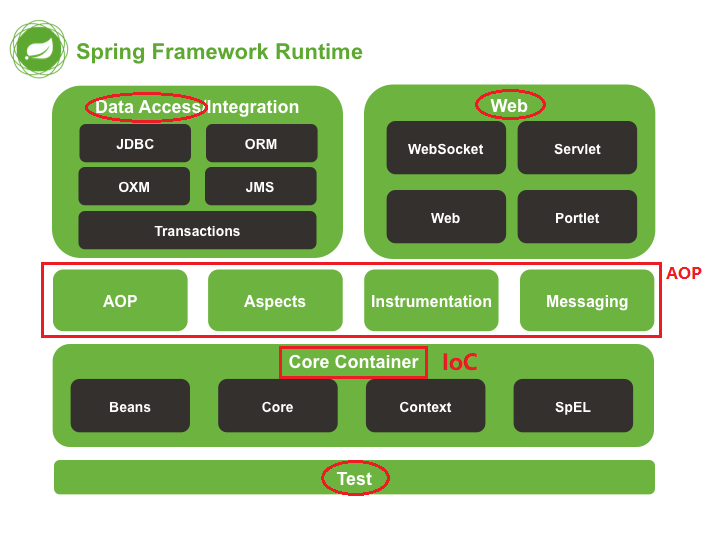 Spring Framework Runtime
Data Access/Integration
JDBC
ORM
OXM
JMS
Transactions
Web
WebSocket
Servlet
Web
Portlet
AOP
AOP
Aspects
Instrumentation
Messaging
Core Container
IoC
Beans
Core
Context
SpEL
Test